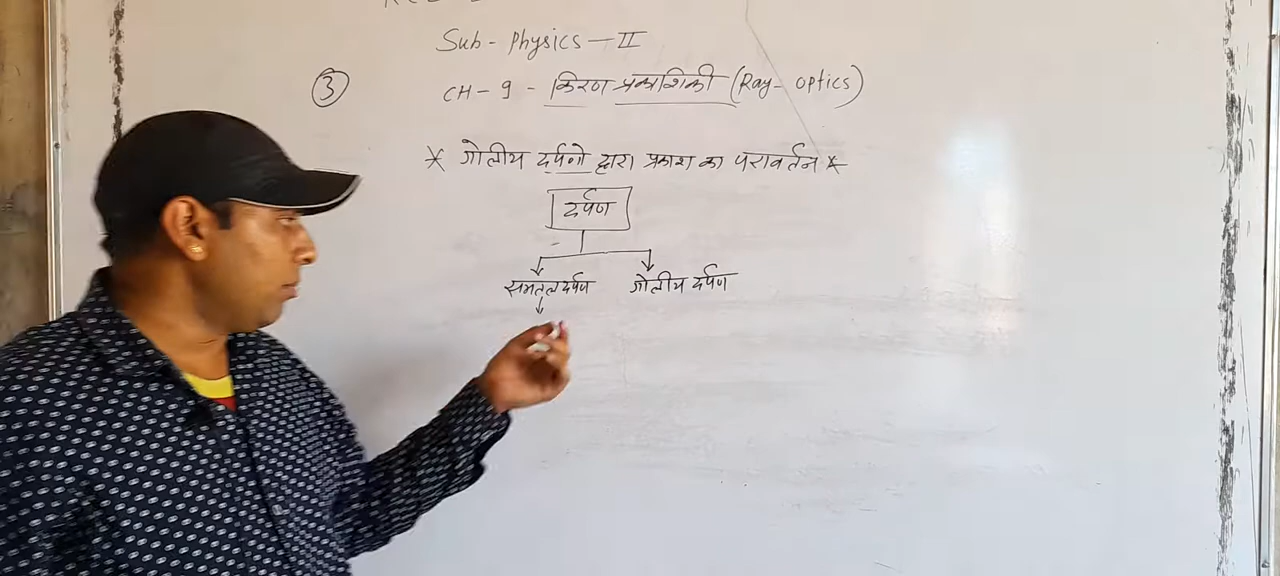 Sub - Physics - II
③ CH - 9 - किरण प्रकाशिकी (Ray - Optics)
* गोलीय दर्पणो द्वारा प्रकाश का परावर्तन *
दर्पण
समतल दर्पण गोलीय दर्पण